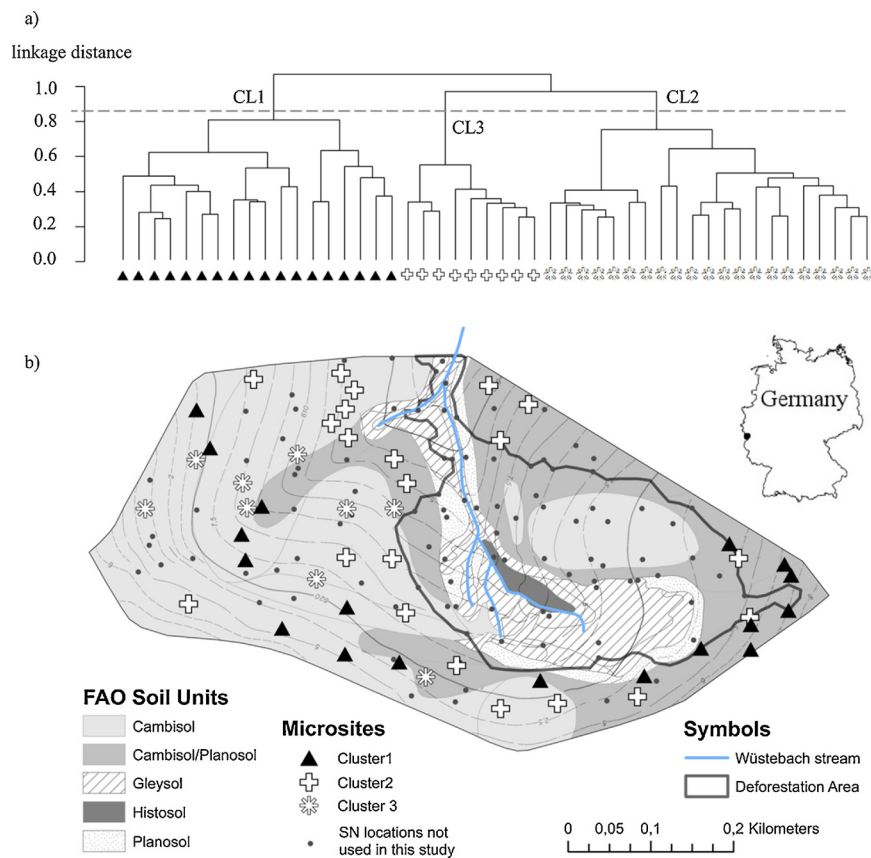 a)
linkage distance
1.0
0.8
0.6
0.4
0.2
0.0
CL1
CL2
CL3
b)
Germany
FAO Soil Units
Cambisol
Cambisol/Planosol
Gleysol
Histosol
Planosol
Microsites
Cluster1
Cluster2
Cluster 3
SN locations not
used in this study
Symbols
Wüstebach stream
Deforestation Area
0 0,05 0,1 0,2 Kilometers